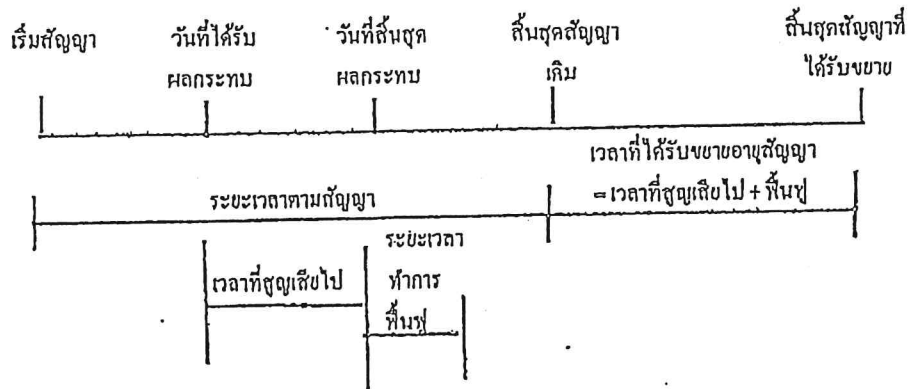 เริ่มสัญญา
วันที่ได้รับ
ผลกระทบ
วันที่สิ้นสุด
ผลกระทบ
สิ้นสุดสัญญา
เดิม
สิ้นสุดสัญญาที่
ได้รับขยาย
เวลาที่ได้รับขยายอายุสัญญา
=เวลาที่สูญเสียไป + ฟื้นฟู
ระยะเวลาตามสัญญา
เวลาที่สูญเสียไป
ระยะเวลา
ทำการ
ฟื้นฟู